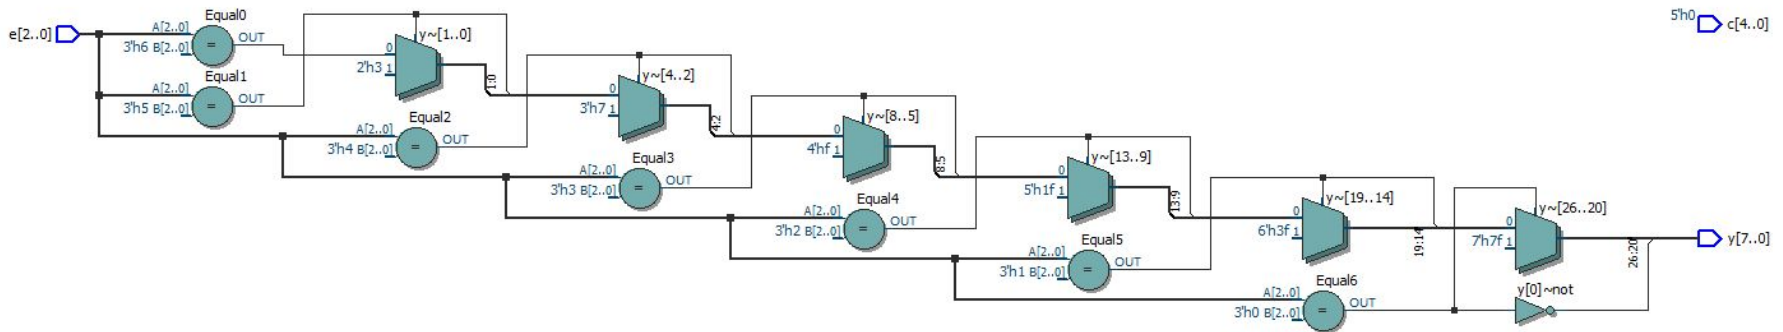 e[2..0]
Equal0
A[2..0]
3'h6 B[2..0]
=
OUT
Equal1
A[2..0]
3'h5 B[2..0]
=
OUT
y~[1..0]
0
2'h3 1
1:0
Equal2
A[2..0]
3'h4 B[2..0]
=
OUT
y~[4..2]
0
3'h7 1
4:2
Equal3
A[2..0]
3'h3 B[2..0]
=
OUT
y~[8..5]
0
4'hf 1
8:5
Equal4
A[2..0]
3'h2 B[2..0]
=
OUT
y~[13..9]
0
5'h1f 1
13:9
Equal5
A[2..0]
3'h1 B[2..0]
=
OUT
y~[19..14]
0
6'h3f 1
19:14
Equal6
A[2..0]
3'h0 B[2..0]
=
OUT
y~[26..20]
0
7'h7f 1
26:20
y[0]~not
5'h0
c[4..0]
y[7..0]